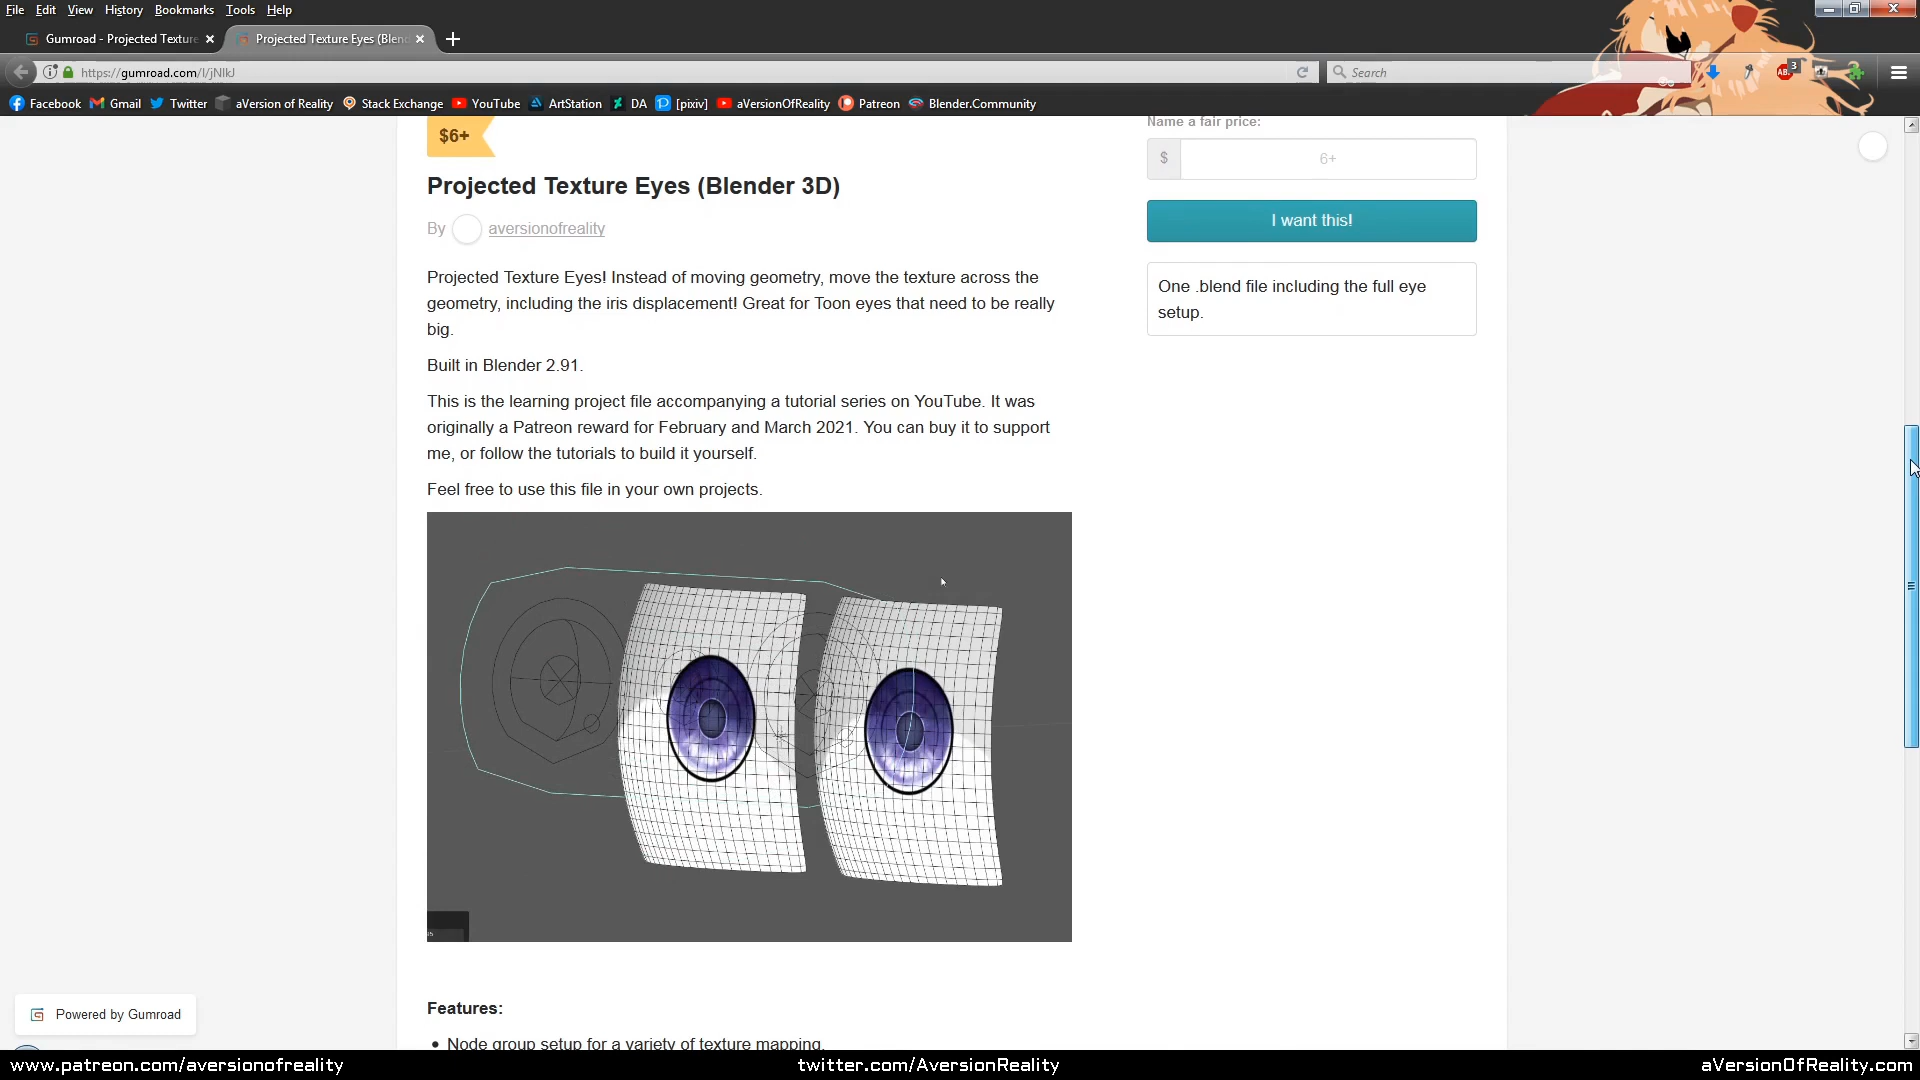 File Edit View History Bookmarks Tools Help
Gumroad - Projected Texture
Projected Texture Eyes (Blend
https://gumroad.com/l/jNlkJ
Search
3
Facebook Gmail Twitter aVersion of Reality Stack Exchange YouTube ArtStation DA [pixiv] aVersionOfReality Patreon Blender.Community
$6+
Projected Texture Eyes (Blender 3D)
By aversionofreality
Projected Texture Eyes! Instead of moving geometry, move the texture across the
geometry, including the iris displacement! Great for Toon eyes that need to be really
big.
Built in Blender 2.91.
This is the learning project file accompanying a tutorial series on YouTube. It was
originally a Patreon reward for February and March 2021. You can buy it to support
me, or follow the tutorials to build it yourself.
Feel free to use this file in your own projects.
Features:
• Node group setup for a variety of texture mapping.
Name a fair price:
$ 6+
I want this!
One .blend file including the full eye
setup.
Powered by Gumroad
www.patreon.com/aversionofreality
twitter.com/AversionReality
aVersionOfReality.com